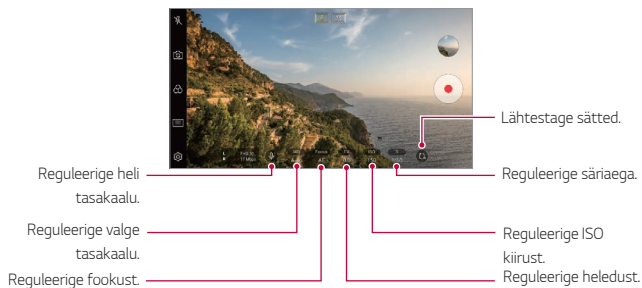 Lähtestage sätted.
Reguleerige heli
tasakaalu.
Reguleerige säriaega.
Reguleerige valge
tasakaalu.
Reguleerige ISO
kiirust.
Reguleerige fookust.
Reguleerige heledust.